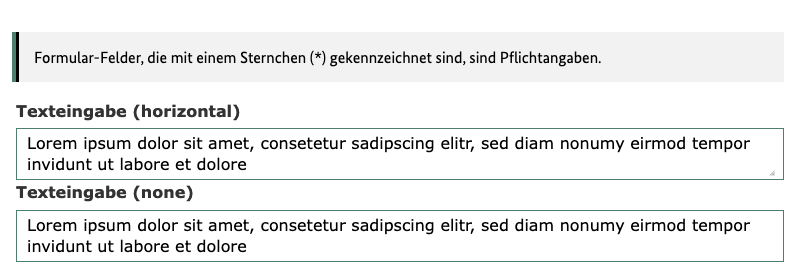 Formular-Felder, die mit einem Sternchen (*) gekennzeichnet sind, sind Pflichtangaben.
Texteingabe (horizontal)
Lorem ipsum dolor sit amet, consetetur sadipscing elitr, sed diam nonumy eirmod tempor
invidunt ut labore et dolore
Texteingabe (none)
Lorem ipsum dolor sit amet, consetetur sadipscing elitr, sed diam nonumy eirmod tempor
invidunt ut labore et dolore